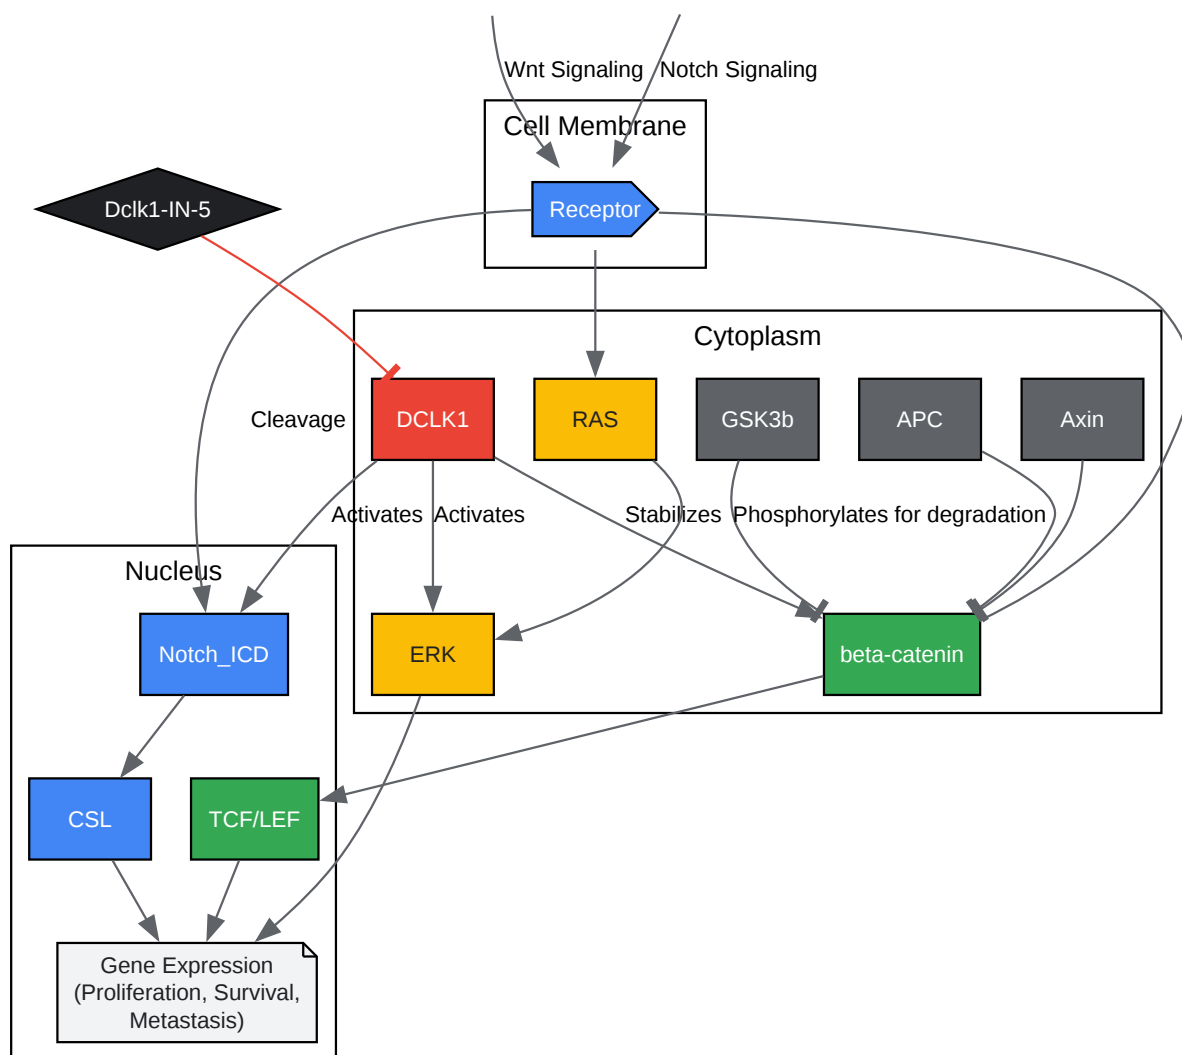 Wnt Signaling
Notch Signaling
Cell Membrane
Dclk1-IN-5
Receptor
Cytoplasm
Cleavage
DCLK1
RAS
GSK3b
APC
Axin
Activates
Activates
Stabilizes
Phosphorylates for degradation
Nucleus
Notch_ICD
ERK
beta-catenin
CSL
TCF/LEF
Gene Expression
(Proliferation, Survival,
Metastasis)